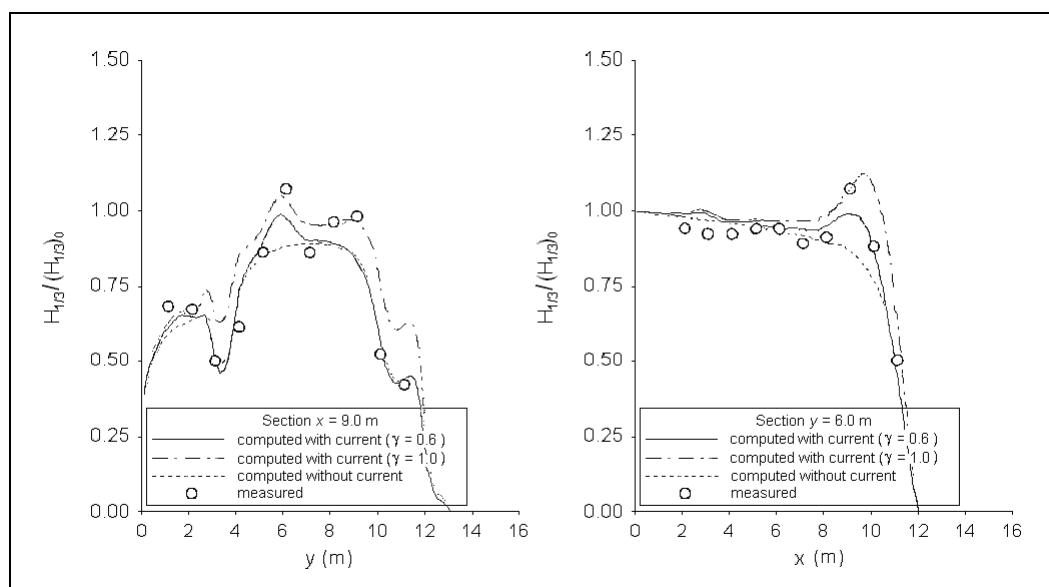 1.50
1.25
1.00
0.75
0.50
0.25
0.00
H1/3/(H1/3)0
Section x = 9.0 m
computed with current (γ = 0.6)
computed with current (γ = 1.0)
computed without current
measured
0 2 4 6 8 10 12 14 16
y (m)
1.50
1.25
1.00
0.75
0.50
0.25
0.00
H1/3/(H1/3)0
Section y = 6.0 m
computed with current (γ = 0.6)
computed with current (γ = 1.0)
computed without current
measured
0 2 4 6 8 10 12 14 16
x (m)